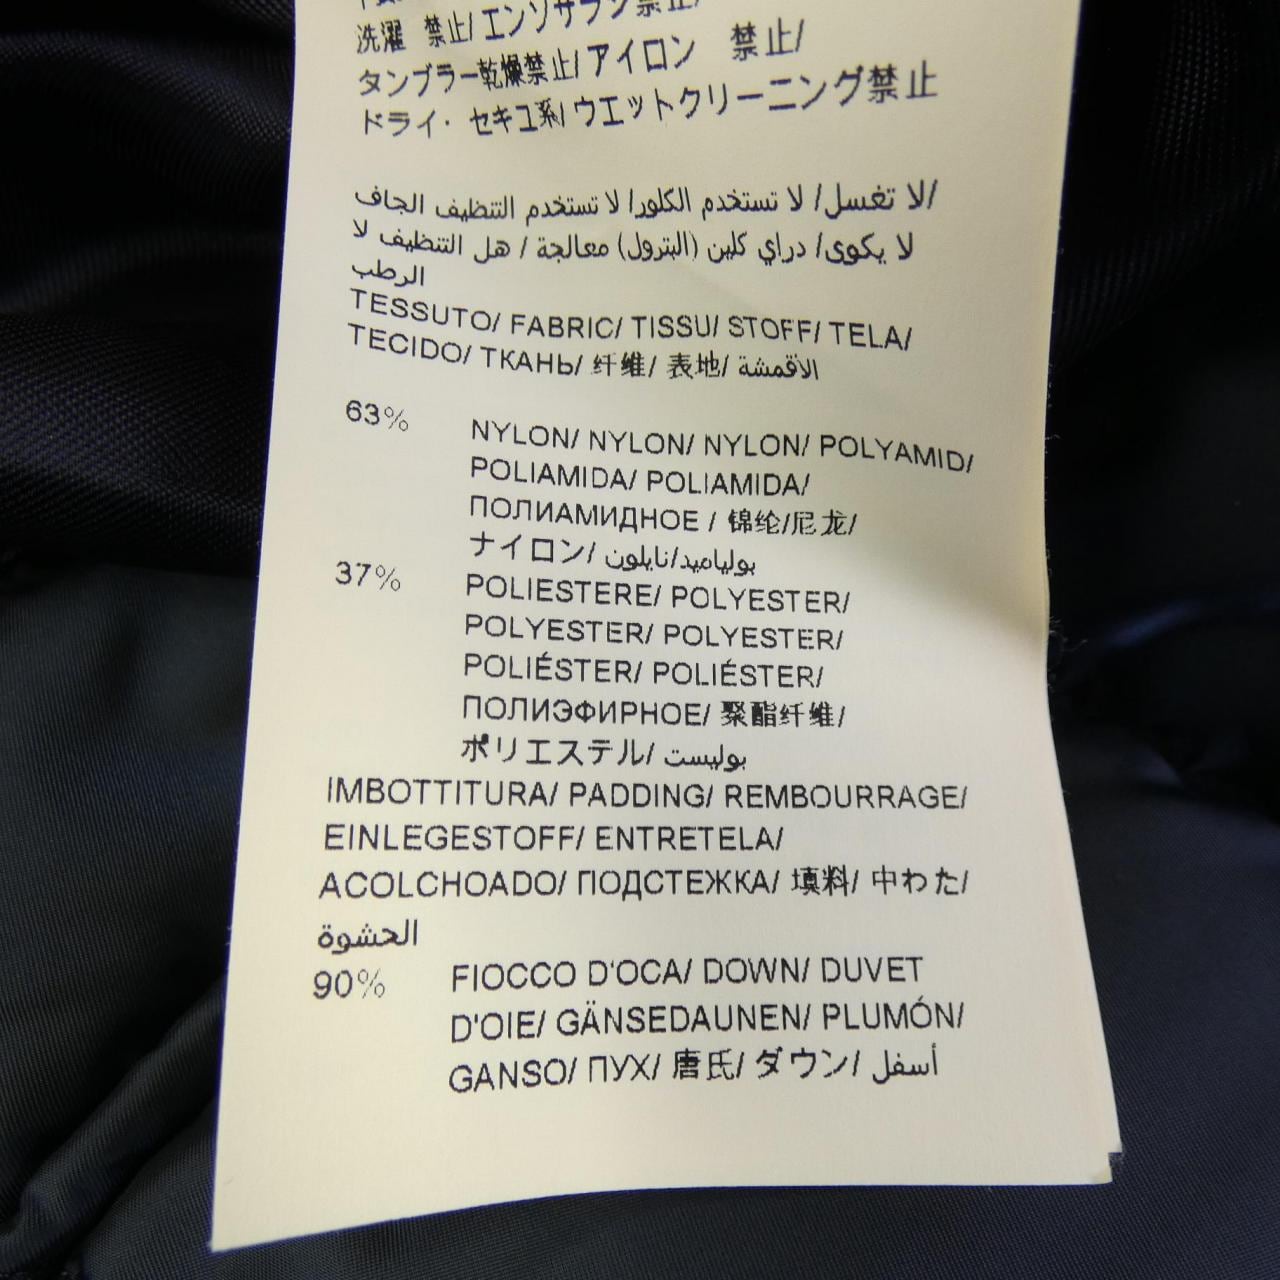 洗濯 禁止/ エンソサブン禁止/
タンブラー乾燥禁止/ アイロン 禁止/
ドライ・ セキユ系/ ウエットクリーニング禁止
/لا تغسل/ لا تستخدم الكلور/ لا تستخدم التنظيف الجاف
لا يكوى/ دراي كلين (البترول) معالجة / هل التنظيف لا
الرطب
TESSUTO/ FABRIC/ TISSU/ STOFF/ TELA/
TECIDO/ ТКАНЬ/ 纤维/ 表地/ الأقمشة
63% NYLON/ NYLON/ NYLON/ POLYAMID/
POLIAMIDA/ POLIAMIDA/
ПОЛИАМИДНОЕ / 锦纶/尼龙/
ナイロン/ بولياميد/نايلون
37% POLIESTERE/ POLYESTER/
POLYESTER/ POLYESTER/
POLIÉSTER/ POLIÉSTER/
ПОЛИЭФИРНОЕ/ 聚酯纤维/
ポリエステル/ بوليست
IMBOTTITURA/ PADDING/ REMBOURRAGE/
EINLEGESTOFF/ ENTRETELA/
ACOLCHOADO/ ПОДСТЕЖКА/ 填料/ 中わた/
الحشوة
90% FIOCCO D'OCA/ DOWN/ DUVET
D'OIE/ GÄNSEDAUNEN/ PLUMÓN/
GANSO/ ПУХ/ 唐氏/ ダウン/ أسفل